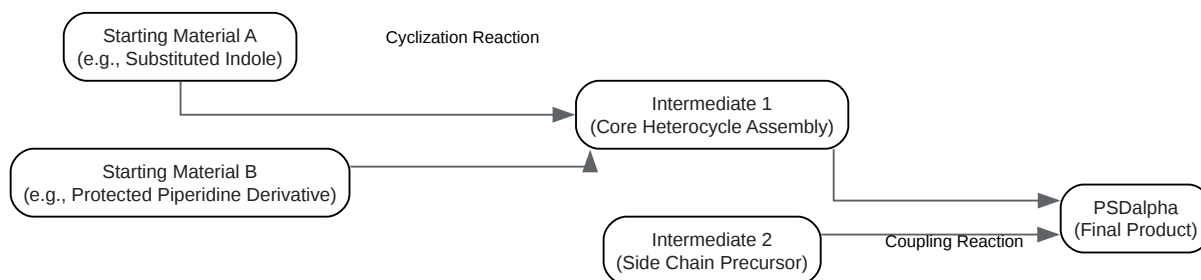 Starting Material A
(e.g., Substituted Indole)
Cyclization Reaction
Intermediate 1
(Core Heterocycle Assembly)
Starting Material B
(e.g., Protected Piperidine Derivative)
PSDalpha
(Final Product)
Intermediate 2
(Side Chain Precursor)
Coupling Reaction